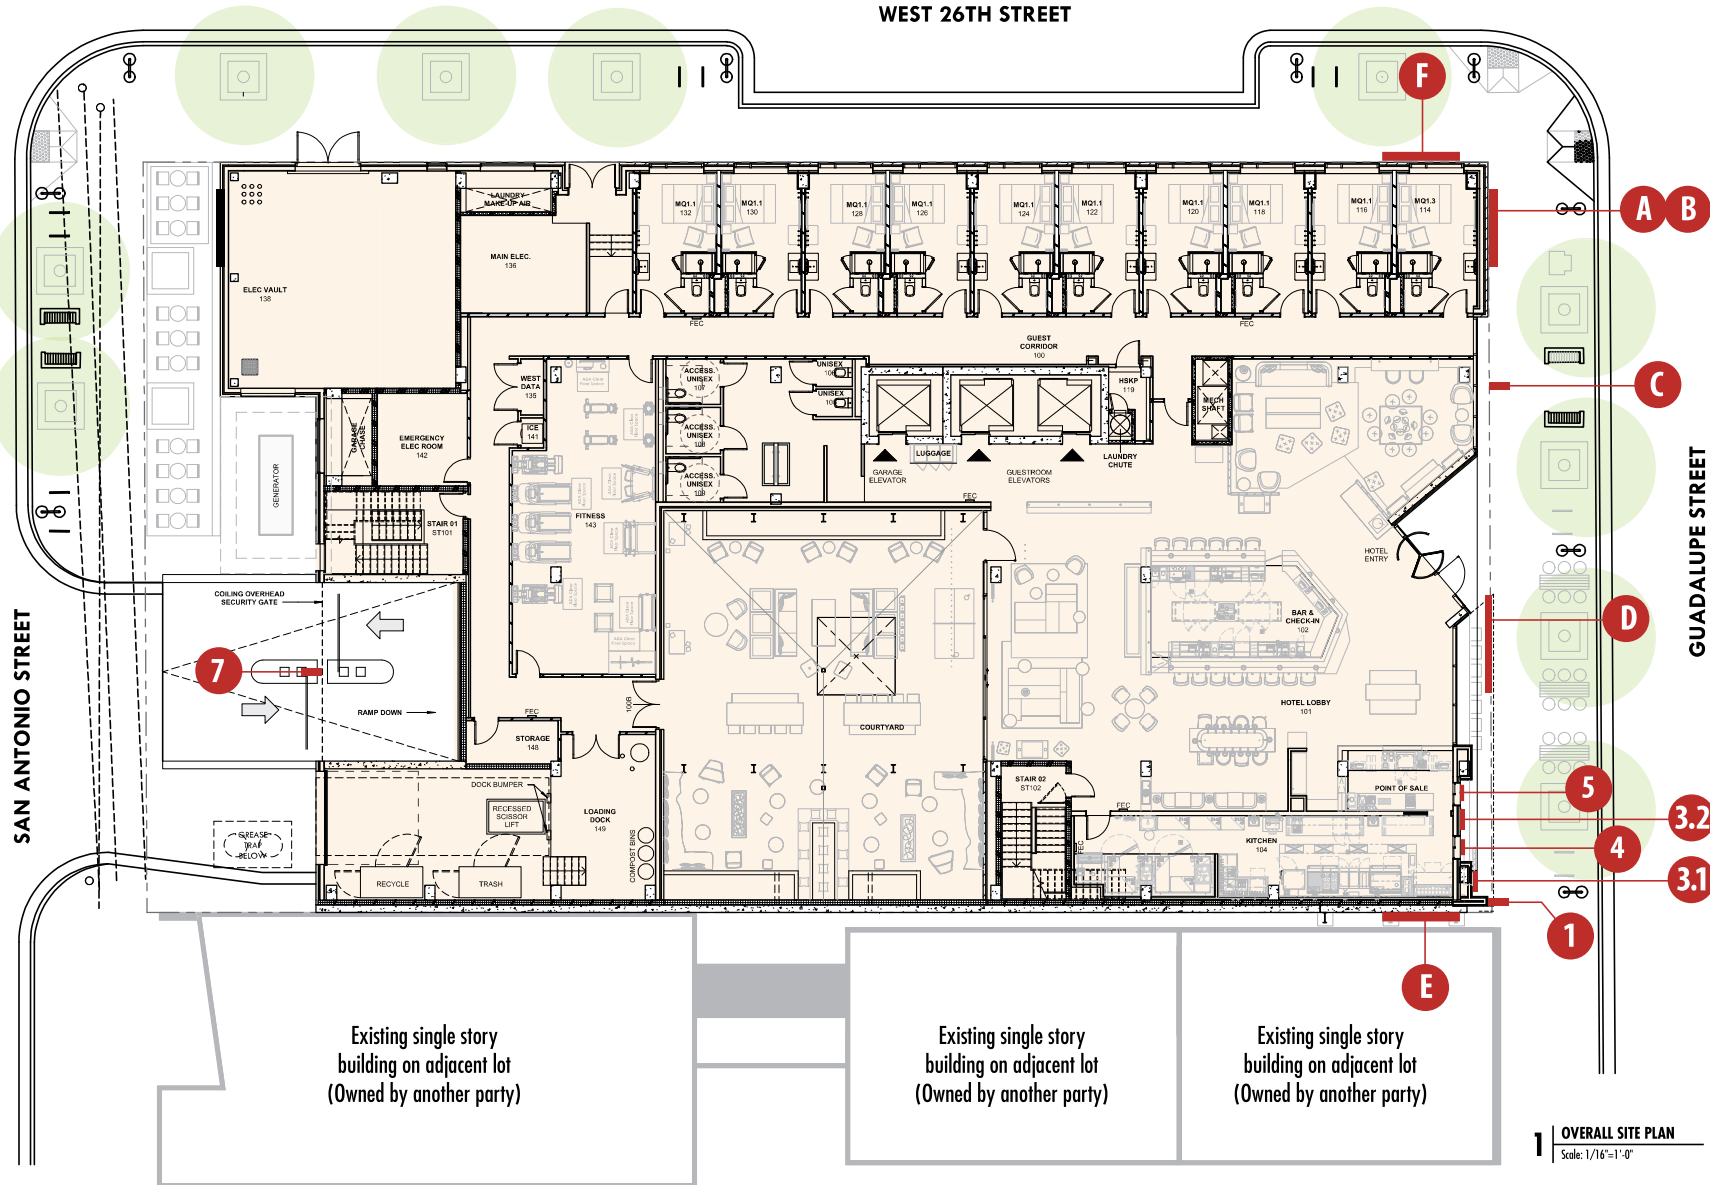 WEST 26TH STREET
F
A
B
LAUNDRY
MAKE-UP AIR
MQ1.1
132
MQ1.1
130
MQ1.1
128
MQ1.1
126
MQ1.1
124
MQ1.1
122
MQ1.1
120
MQ1.1
118
MQ1.1
116
MQ1.3
114
MAIN ELEC.
136
ELEC VAULT
138
FEC
FEC
GUEST
CORRIDOR
100
C
WEST
DATA
135
ACCESS.
UNISEX
107
UNISEX
UNISEX
HSKP
119
MECH
SHAFT
ICE
141
ACCESS.
UNISEX
108
GARAGE
CHASE
EMERGENCY
ELEC ROOM
142
LUGGAGE
LAUNDRY
CHUTE
GENERATOR
ACCESS.
UNISEX
109
GARAGE
ELEVATOR
GUESTROOM
ELEVATORS
FEC
GUADALUPE STREET
STAIR 01
ST101
FITNESS
143
HOTEL
ENTRY
COILING OVERHEAD
SECURITY GATE
BAR &
CHECK-IN
102
D
SAN ANTONIO STREET
7
RAMP DOWN
FEC
100B
COURTYARD
HOTEL LOBBY
101
STORAGE
148
DOCK BUMPER
STAIR 02
ST102
POINT OF SALE
5
RECESSED
SCISSOR
LIFT
LOADING
DOCK
149
FEC
3.2
GREASE
TRAP
BELOW
COMPOST BINS
FEC
KITCHEN
104
4
RECYCLE
TRASH
3.1
1
E
Existing single story
building on adjacent lot
(Owned by another party)
Existing single story
building on adjacent lot
(Owned by another party)
Existing single story
building on adjacent lot
(Owned by another party)
1
OVERALL SITE PLAN
Scale: 1/16"=1'-0"